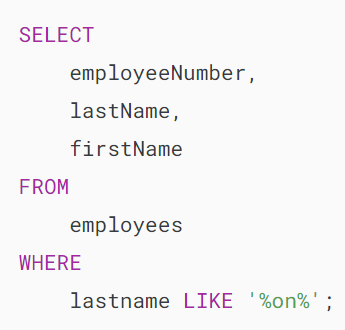 SELECT
    employeeNumber,
    lastName,
    firstName
FROM
    employees
WHERE
    lastname LIKE '%on%';